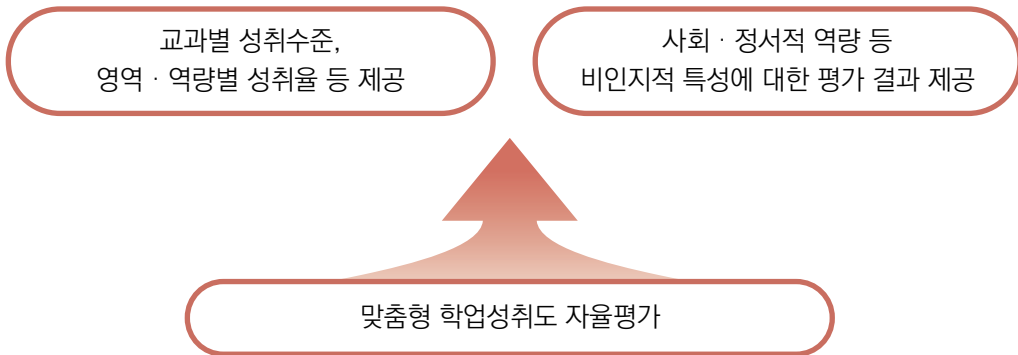 교과별 성취수준,
영역 · 역량별 성취율 등 제공
사회 · 정서적 역량 등
비인지적 특성에 대한 평가 결과 제공
맞춤형 학업성취도 자율평가